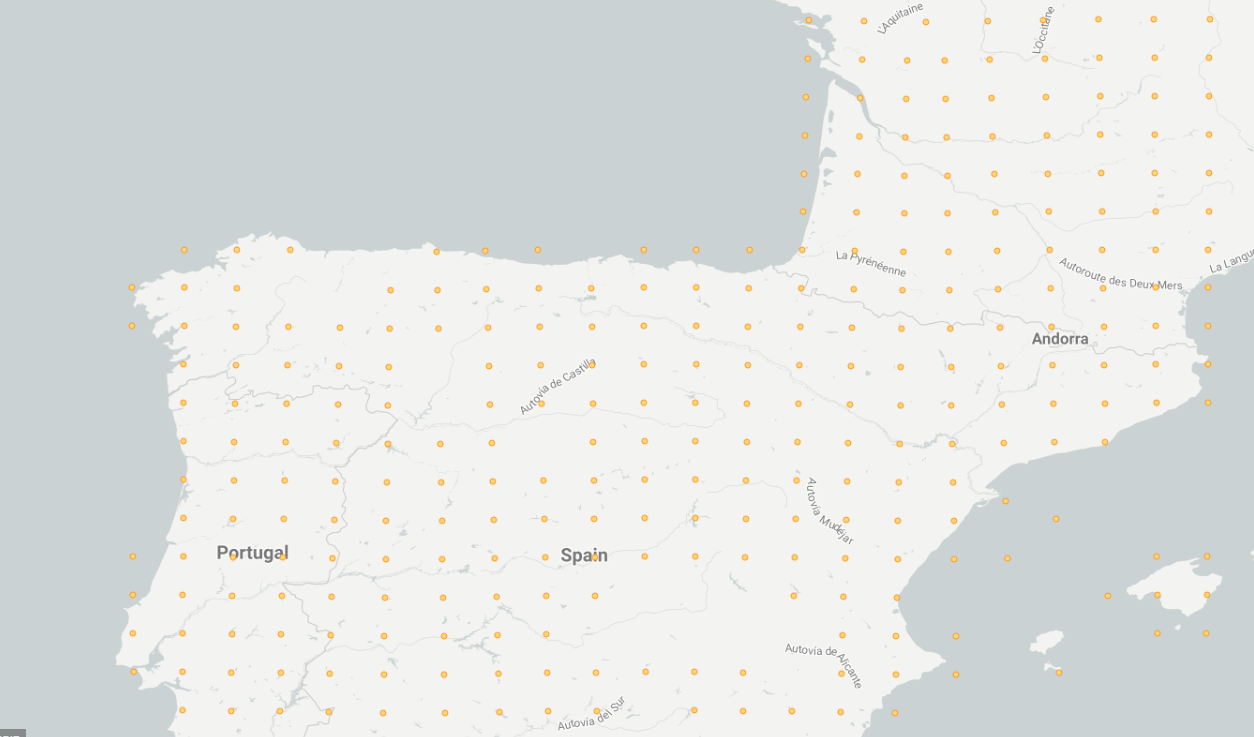 L'Aquitaine
L'Occitane
La Pyrénéenne
Autoroute des Deux Mers
La Langue
Andorra
Autovía de Castilla
Autovía Mudéjar
Portugal
Spain
Autovía de Alicante
Autovía del Sur